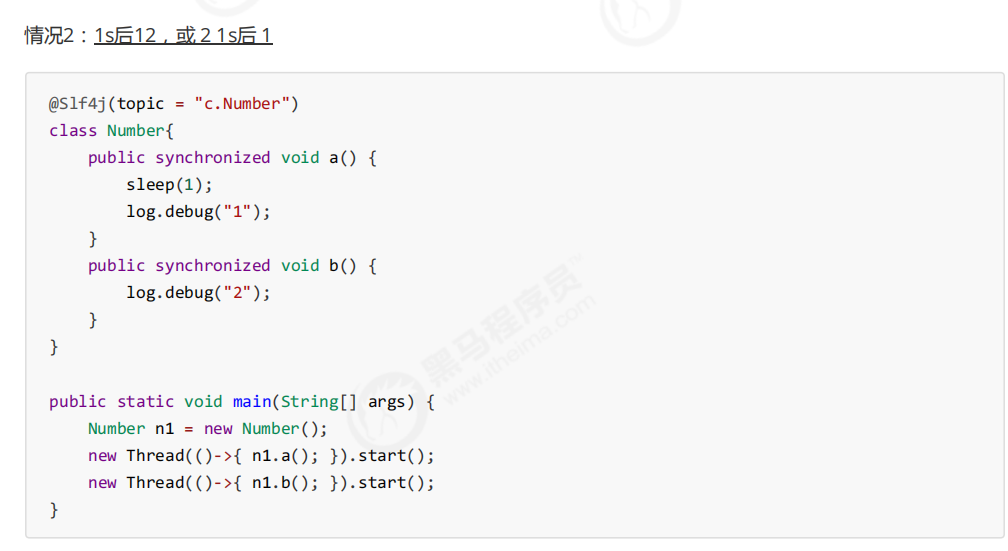 情况2：1s后12，或 2 1s后 1
@Slf4j(topic = "c.Number")
class Number{
    public synchronized void a() {
        sleep(1);
        log.debug("1");
    }
    public synchronized void b() {
        log.debug("2");
    }
}

public static void main(String[] args) {
    Number n1 = new Number();
    new Thread(()->{ n1.a(); }).start();
    new Thread(()->{ n1.b(); }).start();
}
黑马程序员
www.itheima.com